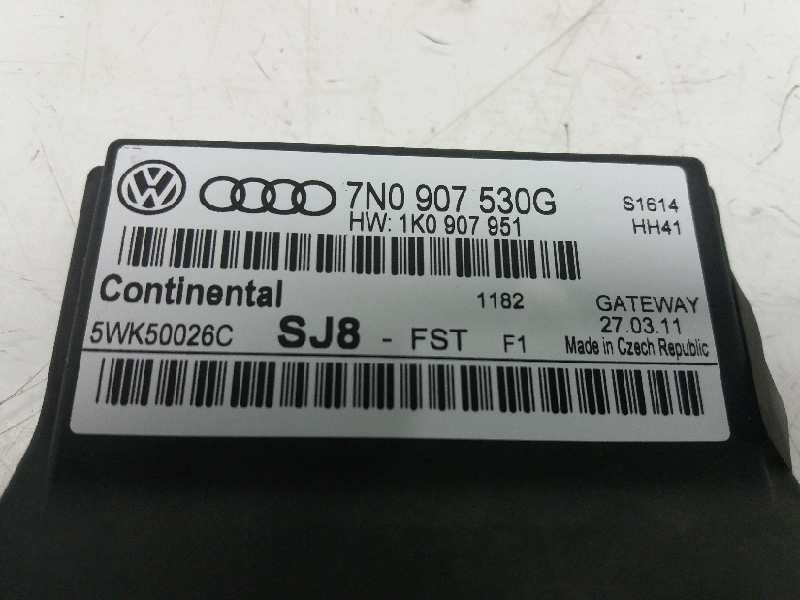 7N0 907 530G S1614
HW: 1K0 907 951 HH41
Continental 1182 GATEWAY
5WK50026C SJ8 - FST F1 27.03.11
Made in Czech Republic